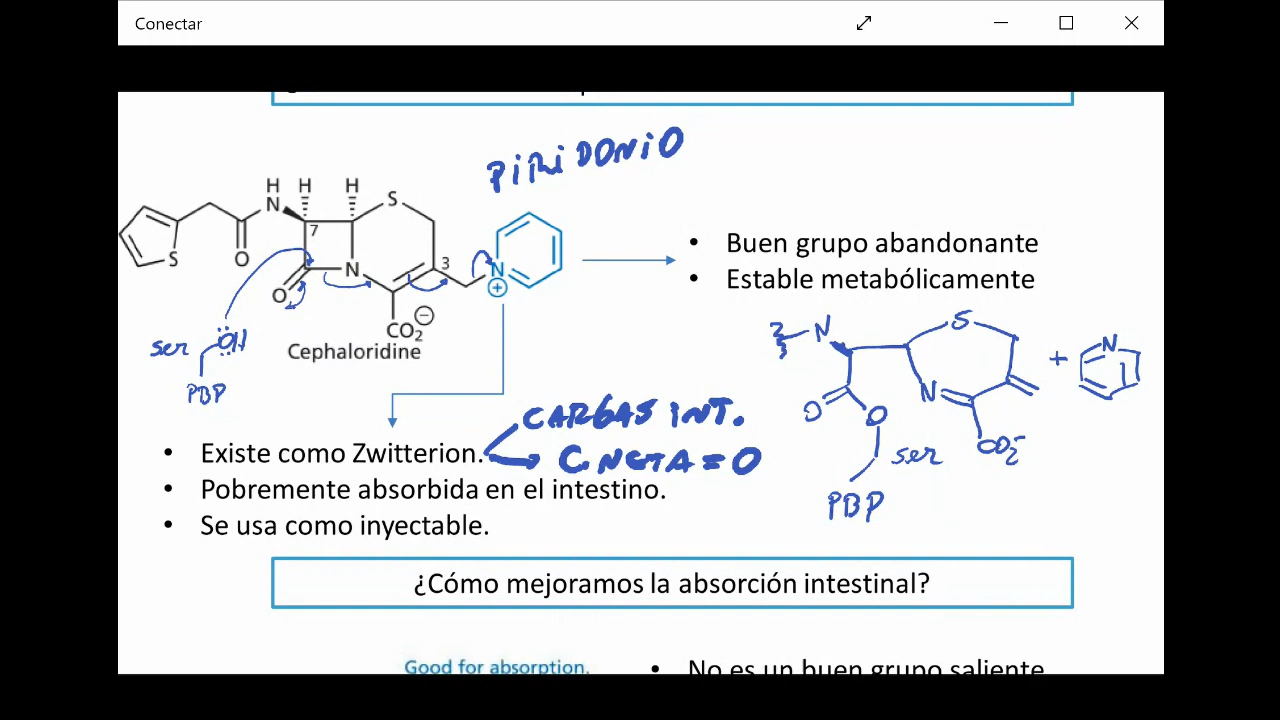 Conectar
PiRiDONiO
H H H
N S
7
• Buen grupo abandonante
• Estable metabólicamente
S O N 3 N
O
CO2
ser OH
Cephaloridine
PBP
N S + N
N
O O
CO2-
ser
PBP
CARGAS INT.
• Existe como Zwitterion.
C. NETA = O
• Pobremente absorbida en el intestino.
• Se usa como inyectable.
¿Cómo mejoramos la absorción intestinal?
Good for absorption.
• No es un buen grupo saliente